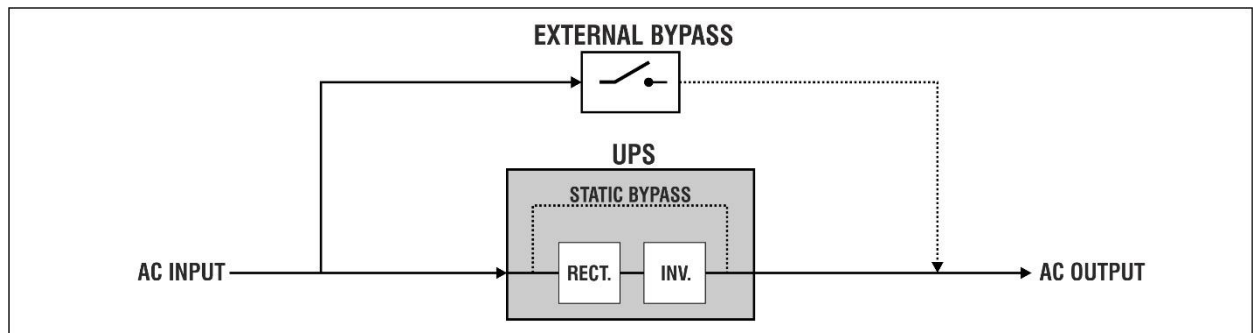 EXTERNAL BYPASS
UPS
STATIC BYPASS
AC INPUT
RECT.
INV.
AC OUTPUT